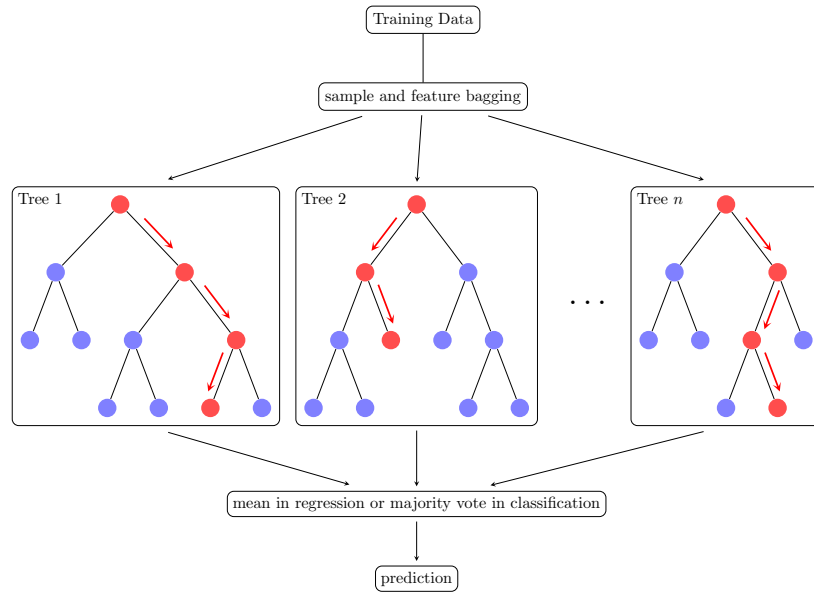 Training Data
sample and feature bagging
Tree 1
Tree 2
Tree n
. . .
mean in regression or majority vote in classification
prediction